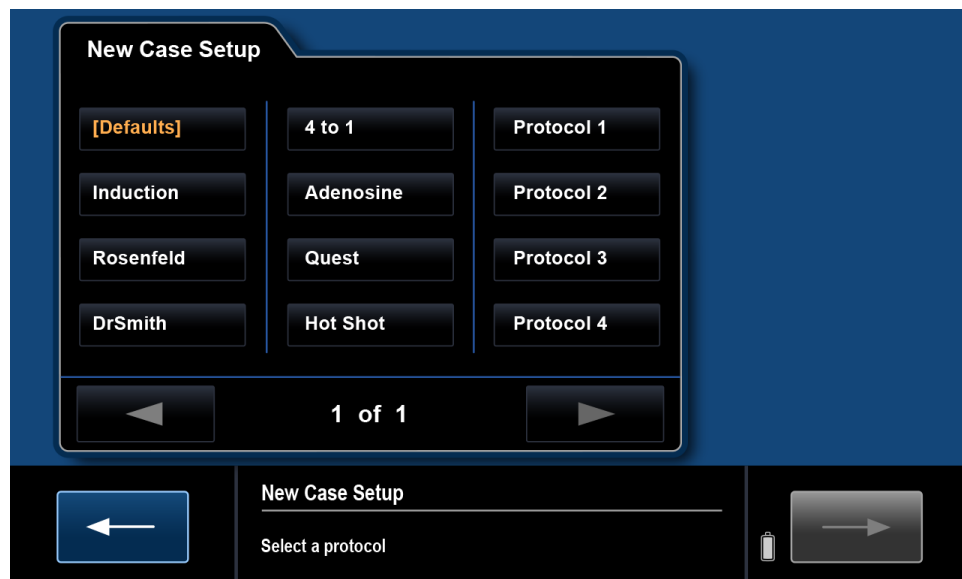 New Case Setup
[Defaults]
4 to 1
Protocol 1
Induction
Adenosine
Protocol 2
Rosenfeld
Quest
Protocol 3
DrSmith
Hot Shot
Protocol 4
1 of 1
New Case Setup
Select a protocol